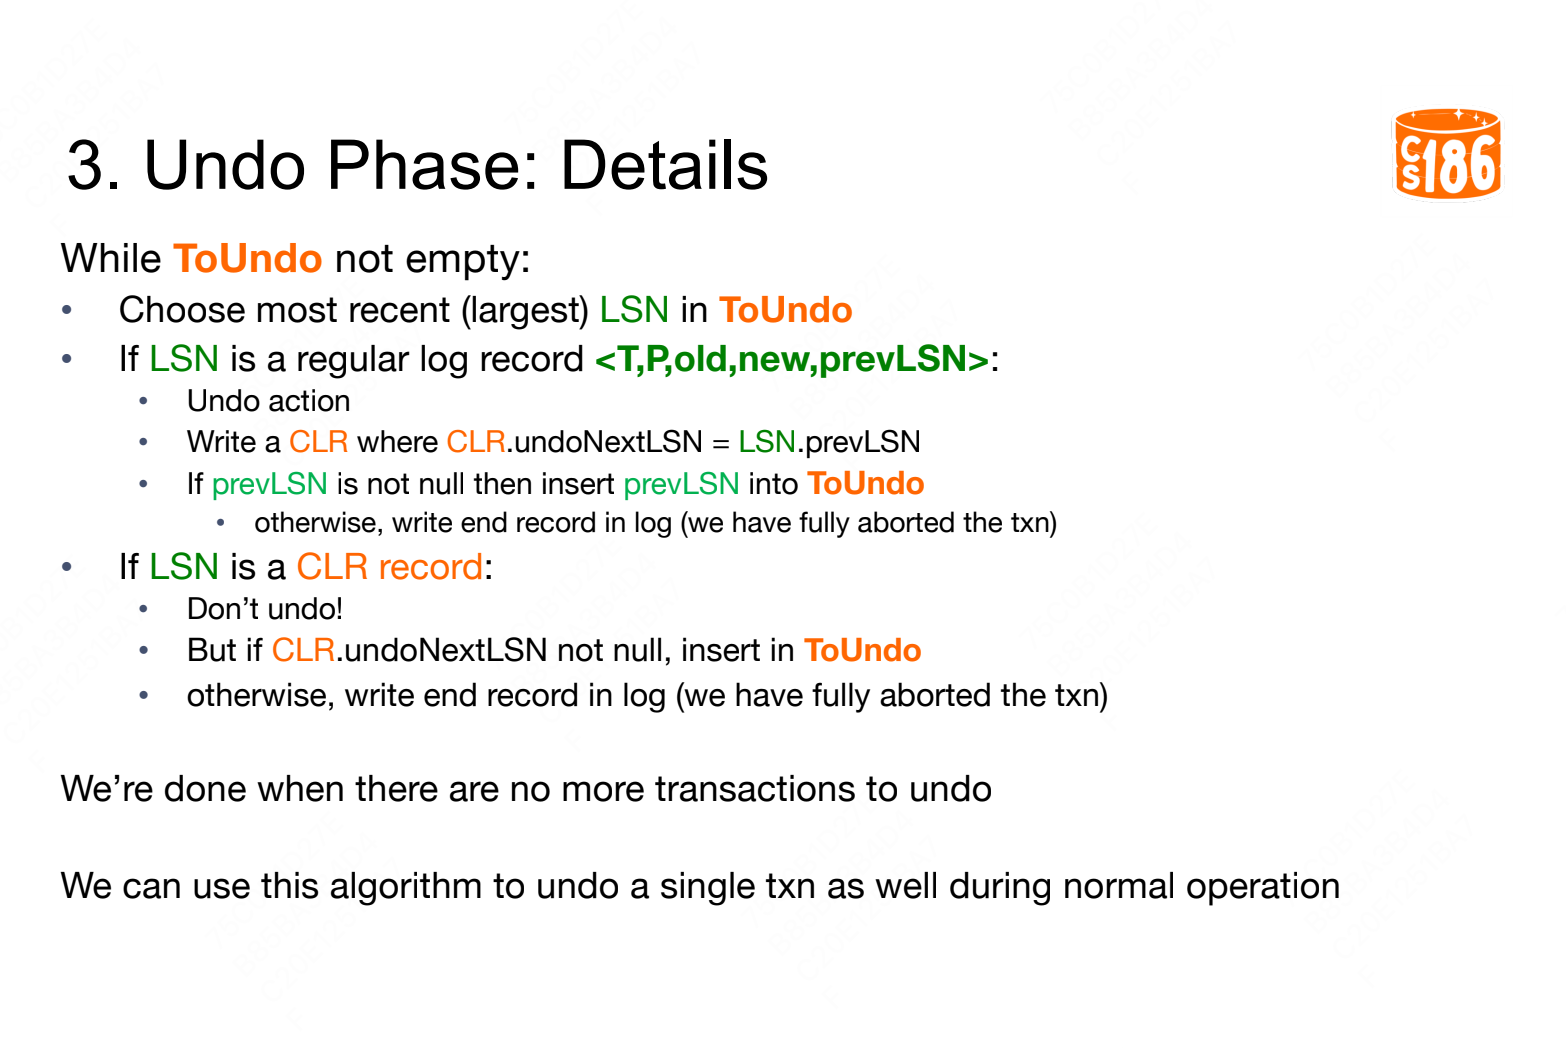 3. Undo Phase: Details
CS186
While ToUndo not empty:
• Choose most recent (largest) LSN in ToUndo
• If LSN is a regular log record <T,P,old,new,prevLSN>:
• Undo action
• Write a CLR where CLR.undoNextLSN = LSN.prevLSN
• If prevLSN is not null then insert prevLSN into ToUndo
• otherwise, write end record in log (we have fully aborted the txn)
• If LSN is a CLR record:
• Don’t undo!
• But if CLR.undoNextLSN not null, insert in ToUndo
• otherwise, write end record in log (we have fully aborted the txn)
We’re done when there are no more transactions to undo
We can use this algorithm to undo a single txn as well during normal operation